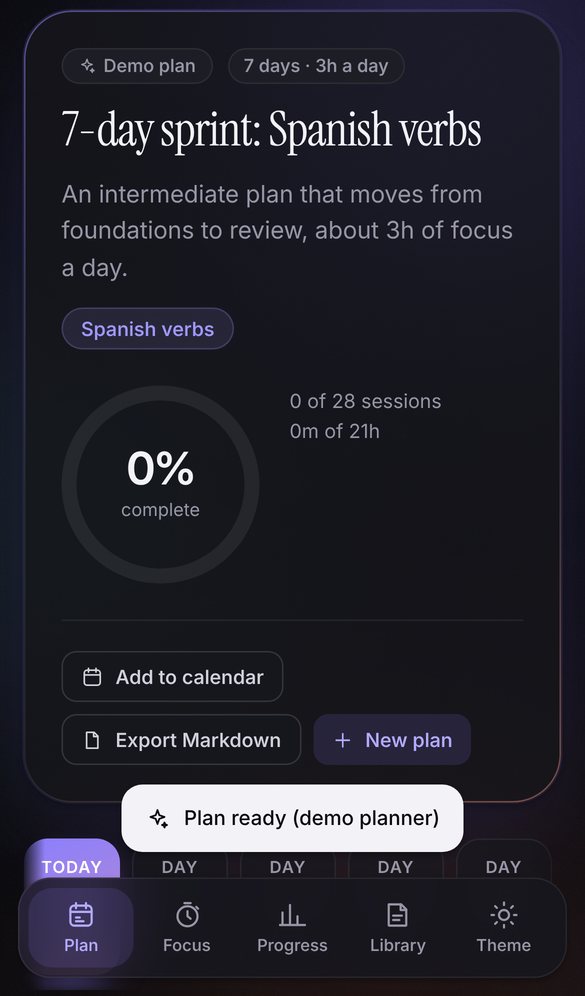 Demo plan
7 days · 3h a day
7-day sprint: Spanish verbs
An intermediate plan that moves from
foundations to review, about 3h of focus
a day.
Spanish verbs
0 of 28 sessions
0m of 21h
0%
complete
Add to calendar
Export Markdown
New plan
Plan ready (demo planner)
TODAY
DAY
DAY
DAY
DAY
Plan
Focus
Progress
Library
Theme